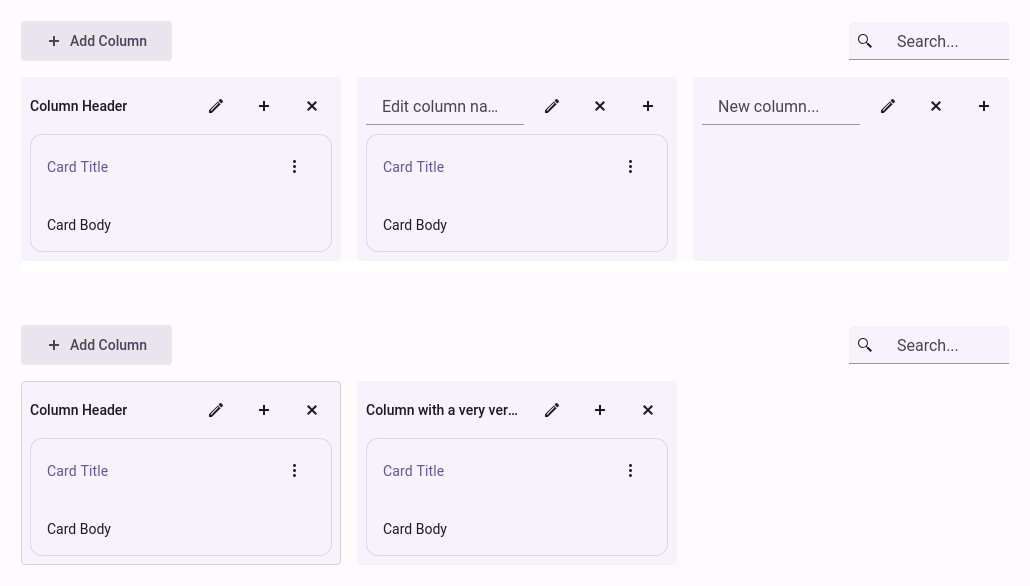 Add Column
Search...
Column Header
Edit column na...
New column...
Card Title
Card Title
Card Body
Card Body
Add Column
Search...
Column Header
Column with a very ver...
Card Title
Card Title
Card Body
Card Body